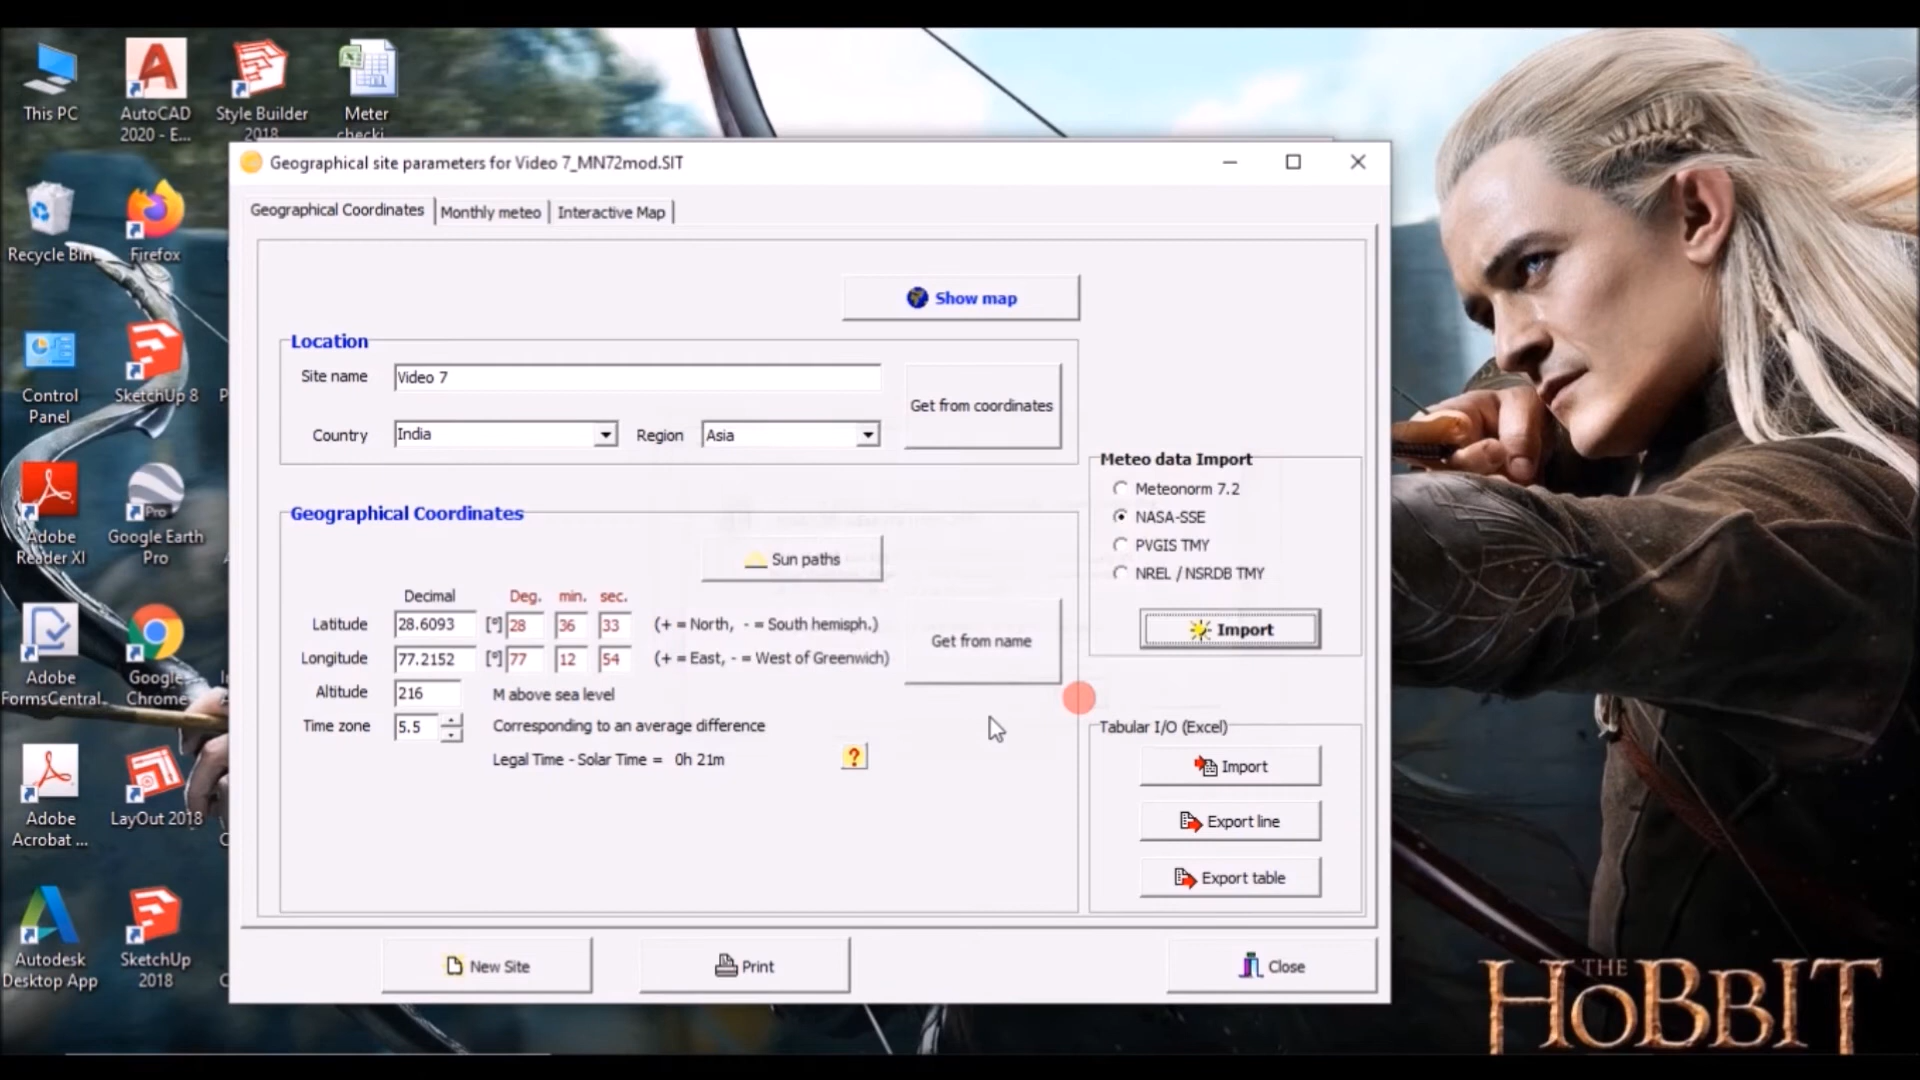 This PC
AutoCAD
2020 - E...
Style Builder
2018
Meter
checki...
Recycle Bin
Firefox
Control
Panel
SketchUp 8
Adobe
Reader XI
Pro
Google Earth
Pro
Adobe
FormsCentral...
Google
Chrome
Adobe
Acrobat ...
LayOut 2018
Autodesk
Desktop App
SketchUp
2018
Geographical site parameters for Video 7_MN72mod.SIT
Geographical Coordinates
Monthly meteo
Interactive Map
Show map
Location
Site name
Video 7
Get from coordinates
Country
India
Region
Asia
Geographical Coordinates
Sun paths
Decimal
Deg.
min.
sec.
Latitude
28.6093
[°]
28
36
33
(+ = North, - = South hemisph.)
Longitude
77.2152
[°]
77
12
54
(+ = East, - = West of Greenwich)
Get from name
Altitude
216
M above sea level
Time zone
5.5
Corresponding to an average difference
Legal Time - Solar Time = 0h 21m
?
Meteo data Import
Meteonorm 7.2
NASA-SSE
PVGIS TMY
NREL / NSRDB TMY
Import
Tabular I/O (Excel)
Import
Export line
Export table
New Site
Print
Close
THE
HOBBIT